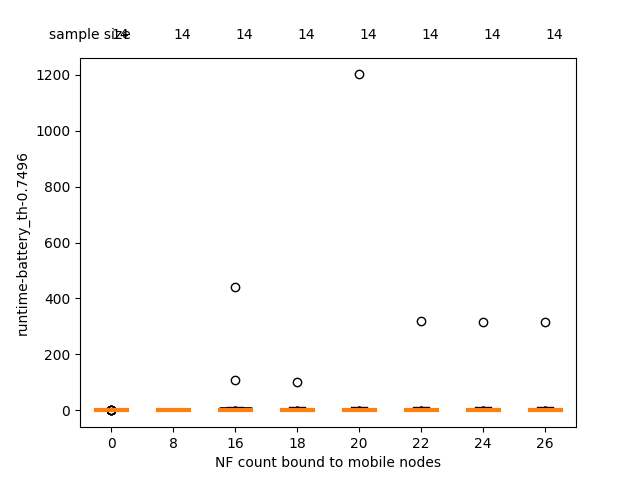 sample size 14 14 14 14 14 14 14 14
1200
1000
800
600
400
200
0
runtime-battery_th-0.7496
0 8 16 18 20 22 24 26
NF count bound to mobile nodes